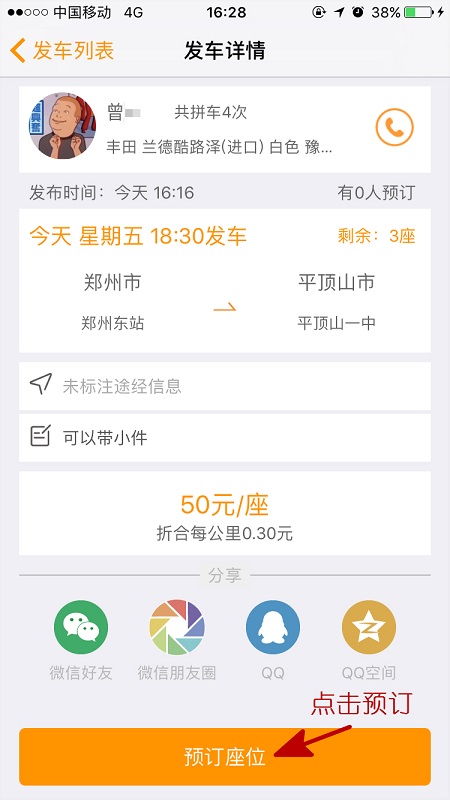 中国移动 4G 16:28 38%
发车列表 发车详情
曾 共拼车4次
丰田 兰德酷路泽(进口) 白色 豫...
发布时间：今天 16:16 有0人预订
今天 星期五 18:30发车 剩余：3座
郑州市 平顶山市
郑州东站 平顶山一中
未标注途经信息
可以带小件
50元/座
折合每公里0.30元
分享
微信好友 微信朋友圈 QQ QQ空间
点击预订
预订座位